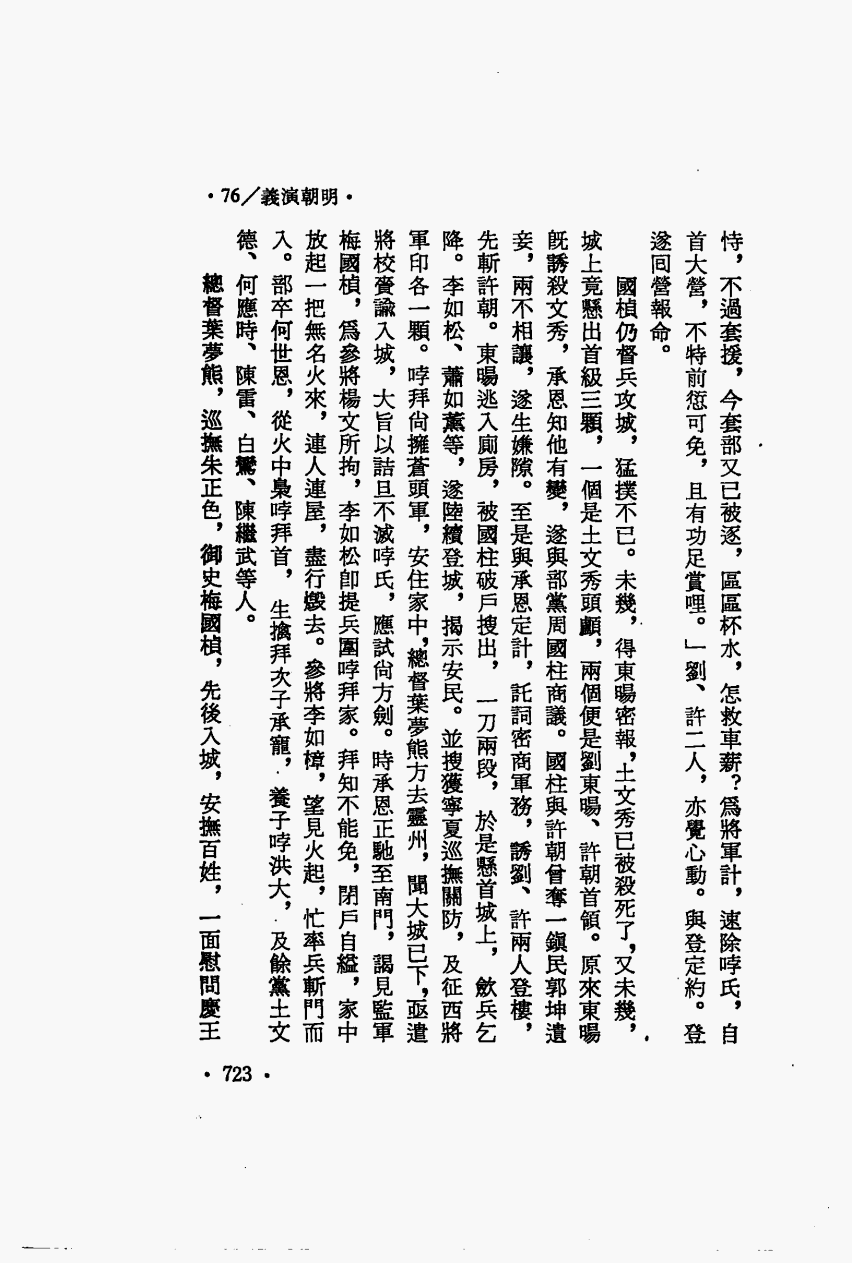 ·76／義演朝明·
恃，不過套援，今套部又已被逐，區區杯水，怎救車薪？爲將軍計，速除哱氏，自
首大營，不特前愆可免，且有功足賞哩。」劉、許二人，亦覺心動。與登定約。登
遂回營報命。
國楨仍督兵攻城，猛撲不已。未幾，得東暘密報，土文秀已被殺死了，又未幾，
城上竟懸出首級三顆，一個是土文秀頭顱，兩個便是劉東暘、許朝首領。原來東暘
旣誘殺文秀，承恩知他有變，遂與部黨周國柱商議。國柱與許朝曾奪一鎭民郭坤遺
妾，兩不相讓，遂生嫌隙。至是與承恩定計，託詞密商軍務，誘劉、許兩人登樓，
先斬許朝。東暘逃入廁房，被國柱破戶搜出，一刀兩段，於是懸首城上，斂兵乞
降。李如松、蕭如薰等，遂陸續登城，揭示安民。並搜獲寧夏巡撫關防，及征西將
軍印各一顆。哱拜尙擁蒼頭軍，安住家中，總督葉夢熊方去靈州，聞大城已下，亟遣
將校賫諭入城，大旨以詰旦不滅哱氏，應試尙方劍。時承恩正馳至南門，謁見監軍
梅國楨，爲參將楊文所拘，李如松卽提兵圍哱拜家。拜知不能免，閉戶自縊，家中
放起一把無名火來，連人連屋，盡行燬去。參將李如樟，望見火起，忙率兵斬門而
入。部卒何世恩，從火中梟哱拜首，生擒拜次子承寵，養子哱洪大，及餘黨土文
德、何應時、陳雷、白鸞、陳繼武等人。
總督葉夢熊，巡撫朱正色，御史梅國楨，先後入城，安撫百姓，一面慰問慶王
·723·